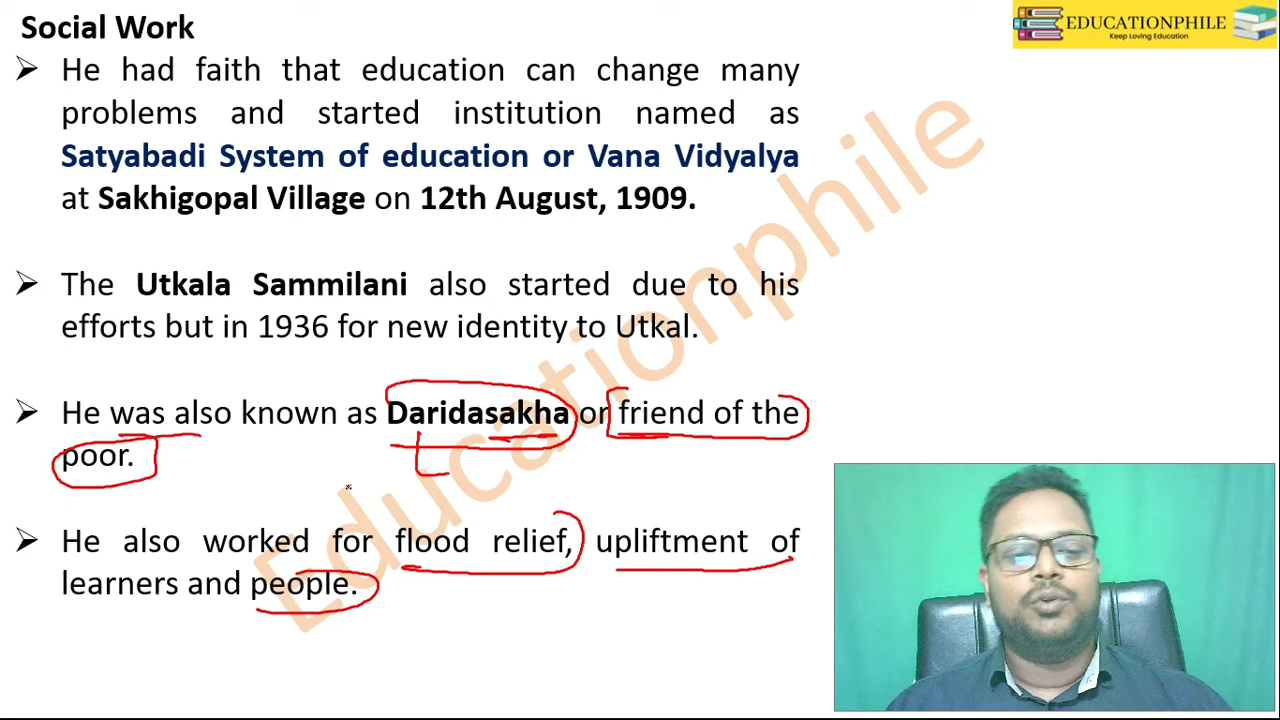 Social Work
EDUCATIONPHILE
Keep Loving Education
➢ He had faith that education can change many
problems and started institution named as
Satyabadi System of education or Vana Vidyalya
at Sakhigopal Village on 12th August, 1909.
➢ The Utkala Sammilani also started due to his
efforts but in 1936 for new identity to Utkal.
➢ He was also known as Daridasakha or friend of the
poor.
➢ He also worked for flood relief, upliftment of
learners and people.
Educationphile